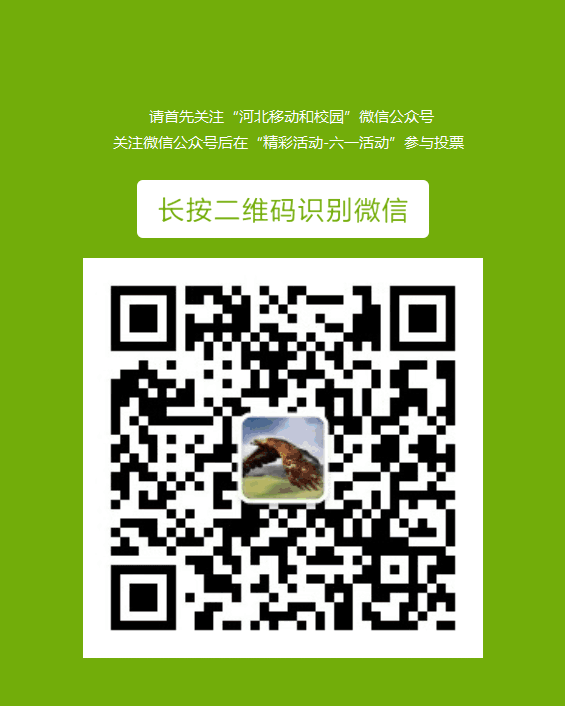 请首先关注“河北移动和校园”微信公众号
关注微信公众号后在“精彩活动-六一活动”参与投票
长按二维码识别微信